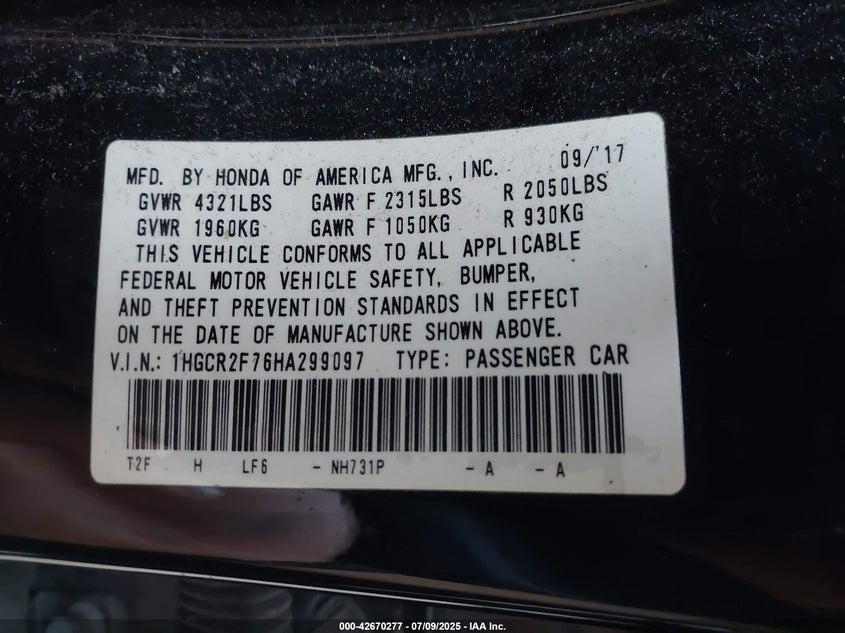 MFD. BY HONDA OF AMERICA MFG., INC. 09/'17
GVWR 4321LBS GAWR F 2315LBS R 2050LBS
GVWR 1960KG GAWR F 1050KG R 930KG
THIS VEHICLE CONFORMS TO ALL APPLICABLE
FEDERAL MOTOR VEHICLE SAFETY, BUMPER,
AND THEFT PREVENTION STANDARDS IN EFFECT
ON THE DATE OF MANUFACTURE SHOWN ABOVE.
V.I.N.: 1HGCR2F76HA299097 TYPE: PASSENGER CAR
T2F H LF6 - NH731P - A - A
000-42670277 - 07/09/2025 - IAA Inc.